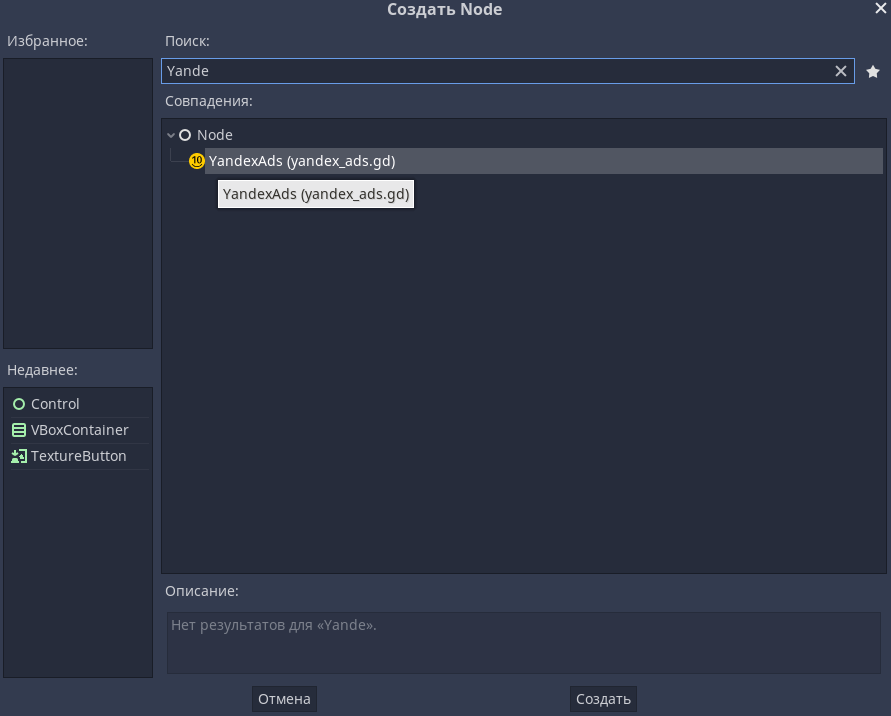 Создать Node
Избранное:
Поиск:
Yande
Совпадения:
Node
10 YandexAds (yandex_ads.gd)
YandexAds (yandex_ads.gd)
Недавнее:
Control
VBoxContainer
TextureButton
Описание:
Нет результатов для «Yande».
Отмена
Создать